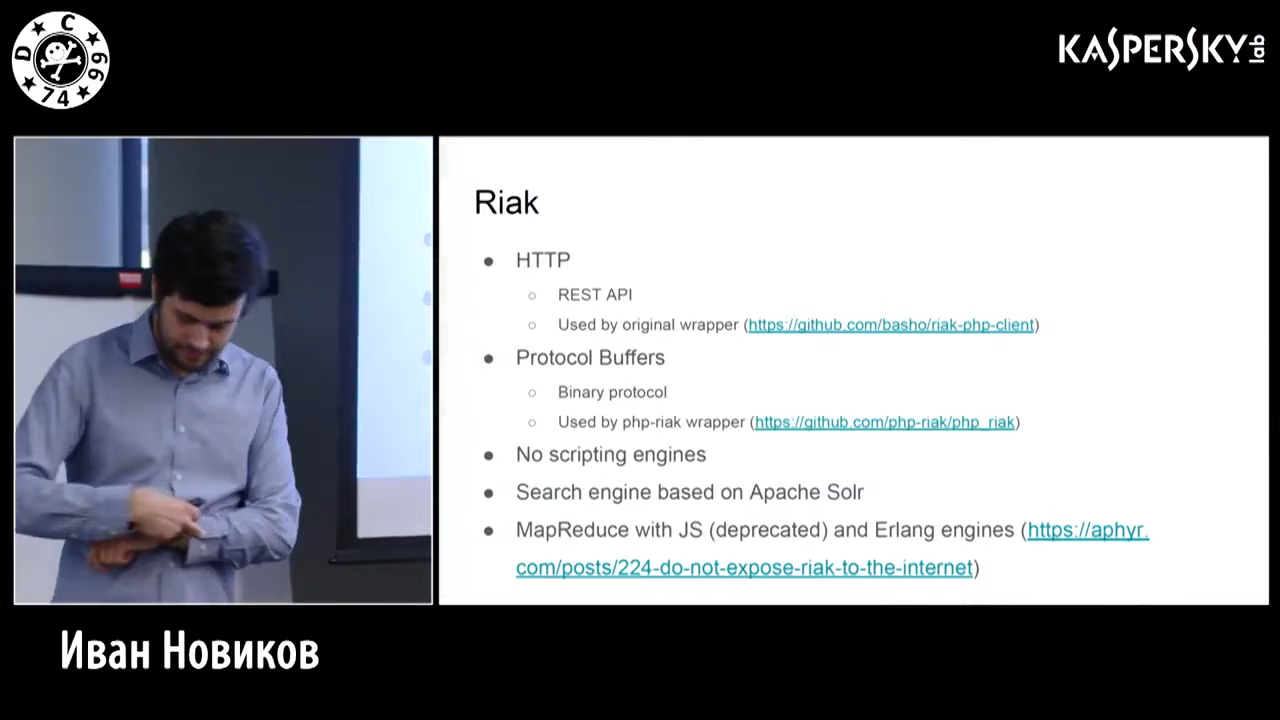 DC
7499
KASPERSKY lab
Riak
● HTTP
○ REST API
○ Used by original wrapper (https://github.com/basho/riak-php-client)
● Protocol Buffers
○ Binary protocol
○ Used by php-riak wrapper (https://github.com/php-riak/php_riak)
● No scripting engines
● Search engine based on Apache Solr
● MapReduce with JS (deprecated) and Erlang engines (https://aphyr.
com/posts/224-do-not-expose-riak-to-the-internet)
Иван Новиков